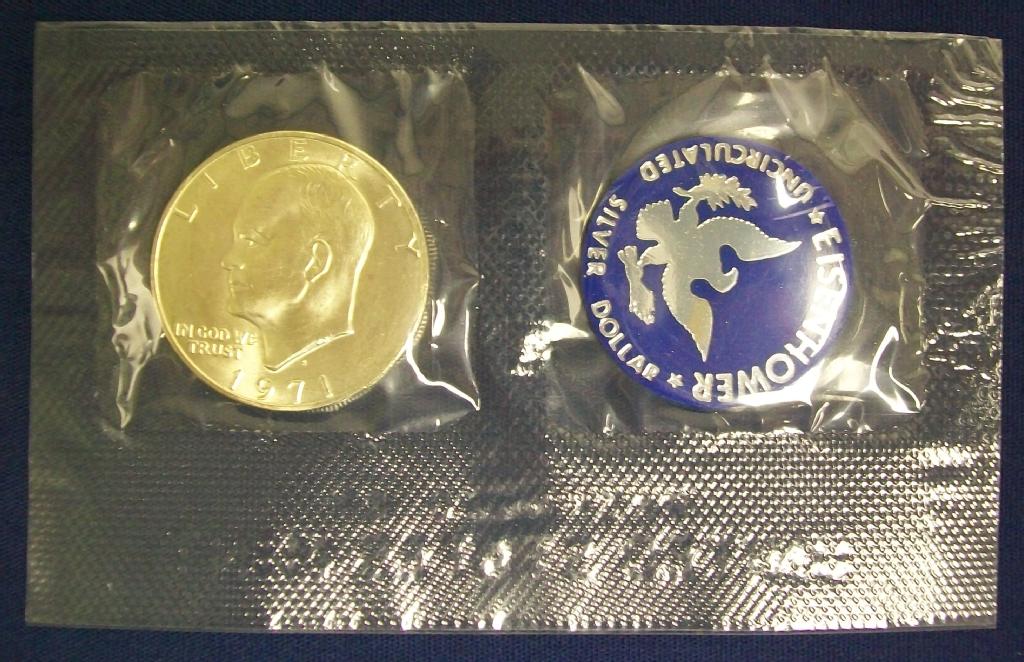 LIBERTY
IN GOD WE
TRUST
1971
EISENHOWER
UNCIRCULATED
SILVER DOLLAR